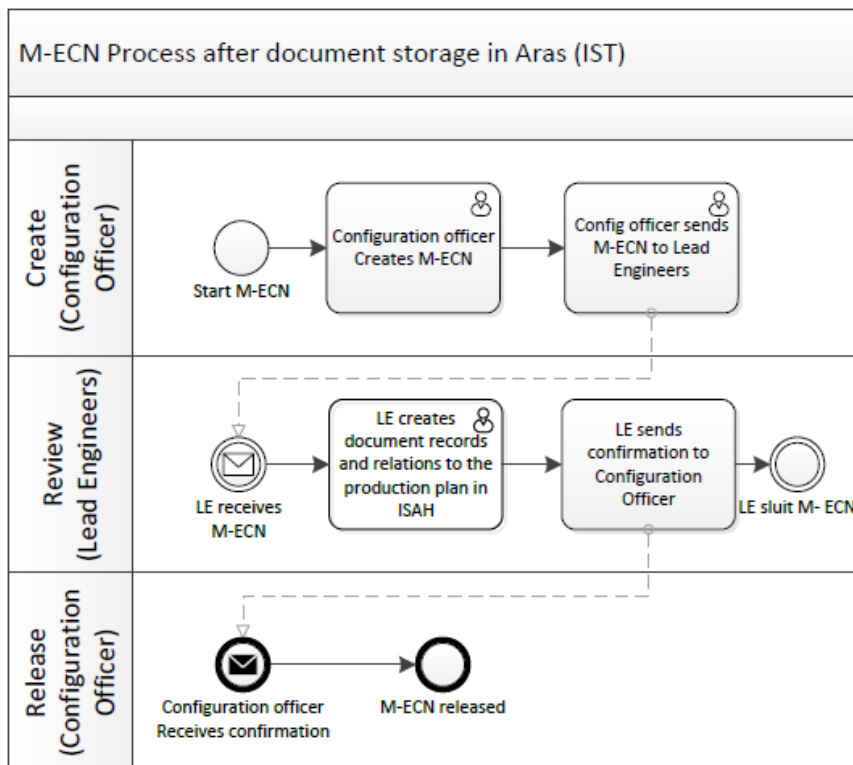 M-ECN Process after document storage in Aras (IST)
Create
(Configuration
Officer)
Start M-ECN
Configuration officer
Creates M-ECN
Config officer sends
M-ECN to Lead
Engineers
Review
(Lead Engineers)
LE receives
M-ECN
LE creates
document records
and relations to the
production plan in
ISAH
LE sends
confirmation to
Configuration
Officer
LE sluit M- ECN
Release
(Configuration
Officer)
Configuration officer
Receives confirmation
M-ECN released